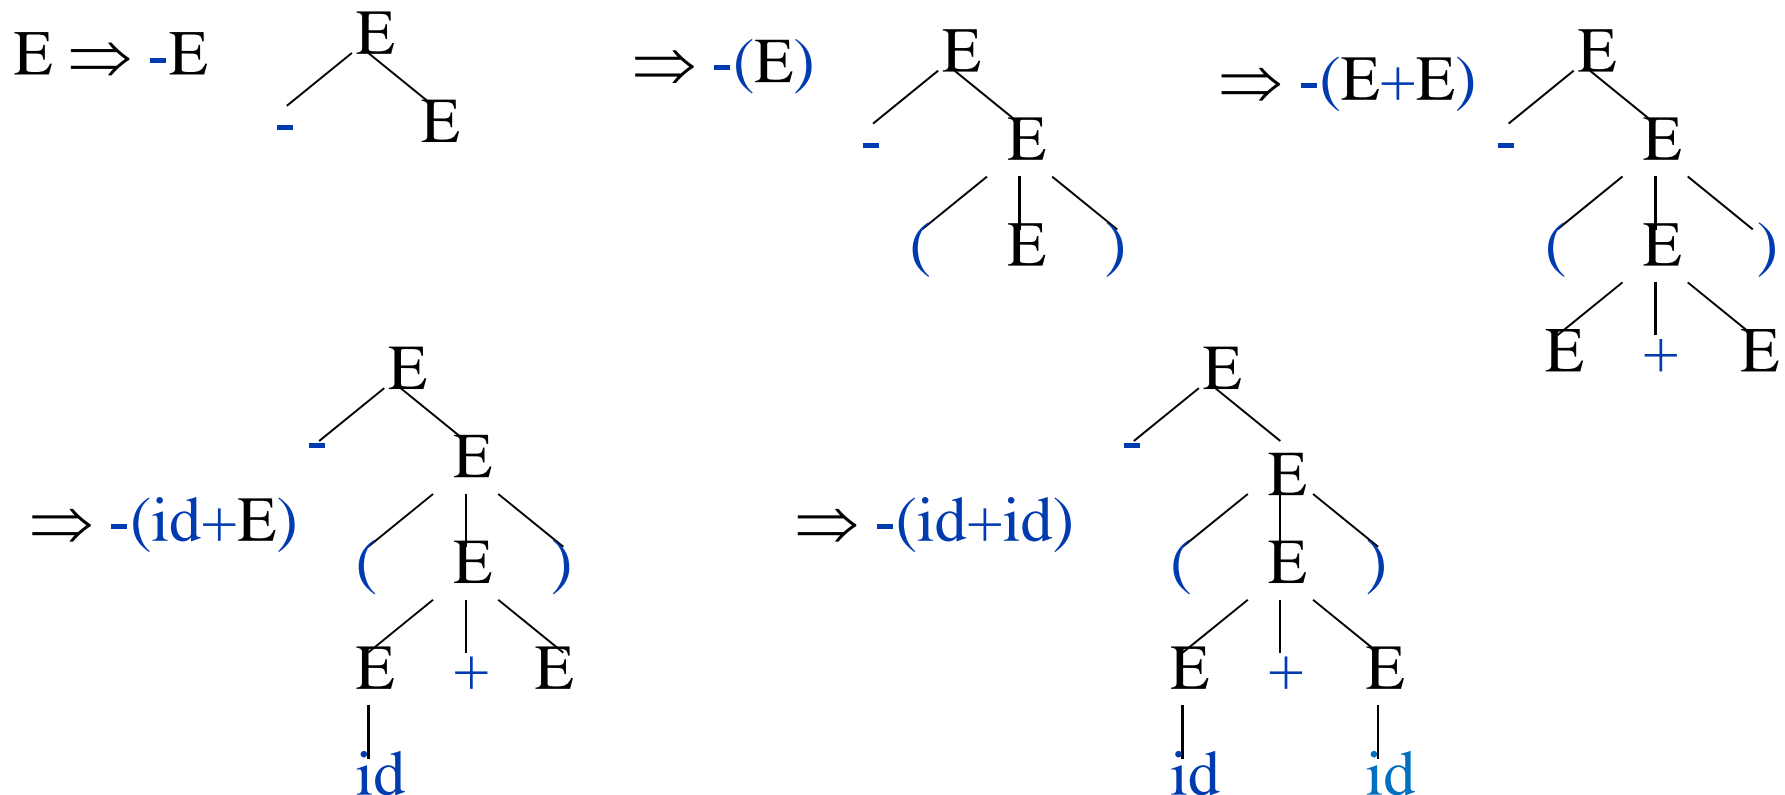 E ⇒ -E
E
- E
⇒ -(E)
E
-
E
( E )
⇒ -(E+E)
E
-
E
( E )
E + E
⇒ -(id+E)
E
-
E
( E )
E + E
id
⇒ -(id+id)
E
-
E
( E )
E + E
id id